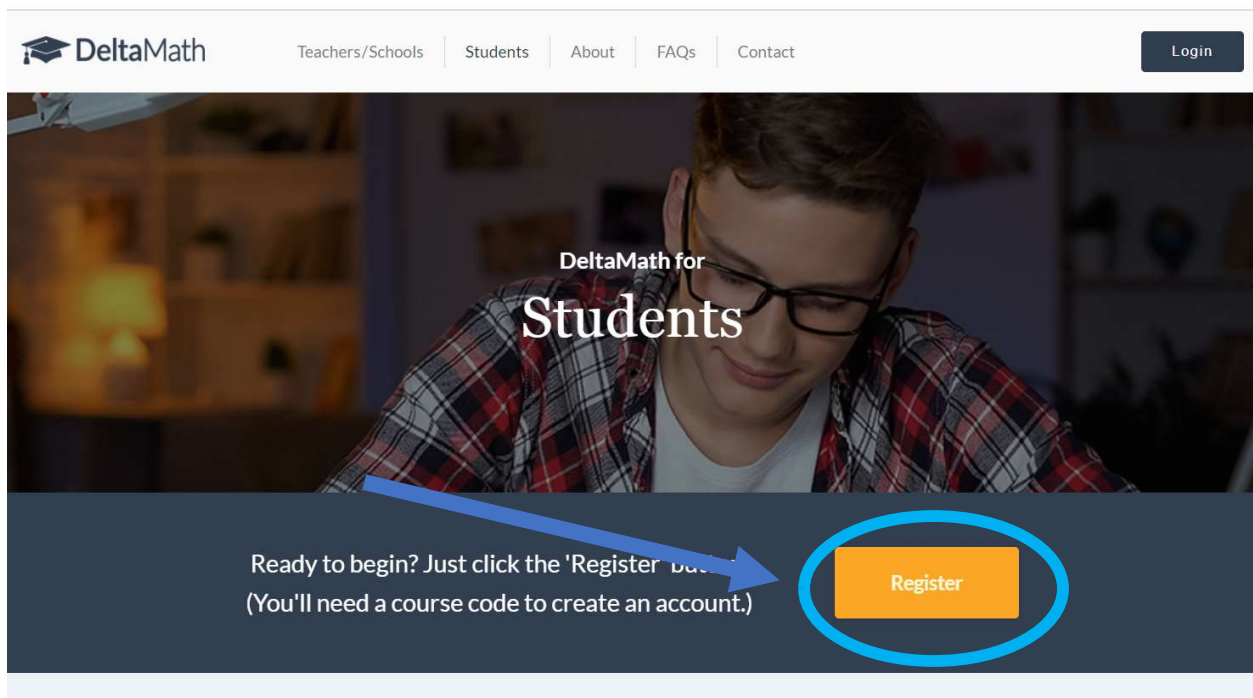 DeltaMath
Teachers/Schools
Students
About
FAQs
Contact
Login
DeltaMath for
Students
Ready to begin? Just click the 'Register'
(You'll need a course code to create an account.)
Register